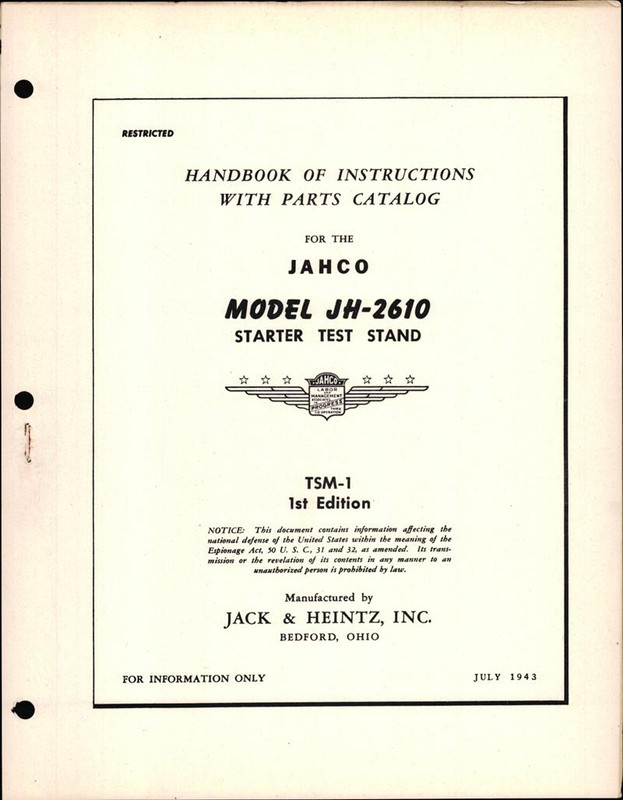 RESTRICTED
HANDBOOK OF INSTRUCTIONS
WITH PARTS CATALOG
FOR THE
JAHCO
MODEL JH-2610
STARTER TEST STAND
JAHCO
LABOR
AND
MANAGEMENT
PROGRESS
CO-OPERATION
TSM-1
1st Edition
NOTICE: This document contains information affecting the
national defense of the United States within the meaning of the
Espionage Act, 50 U. S. C., 31 and 32, as amended. Its trans-
mission or the revelation of its contents in any manner to an
unauthorized person is prohibited by law.
Manufactured by
JACK & HEINTZ, INC.
BEDFORD, OHIO
FOR INFORMATION ONLY
JULY 1943